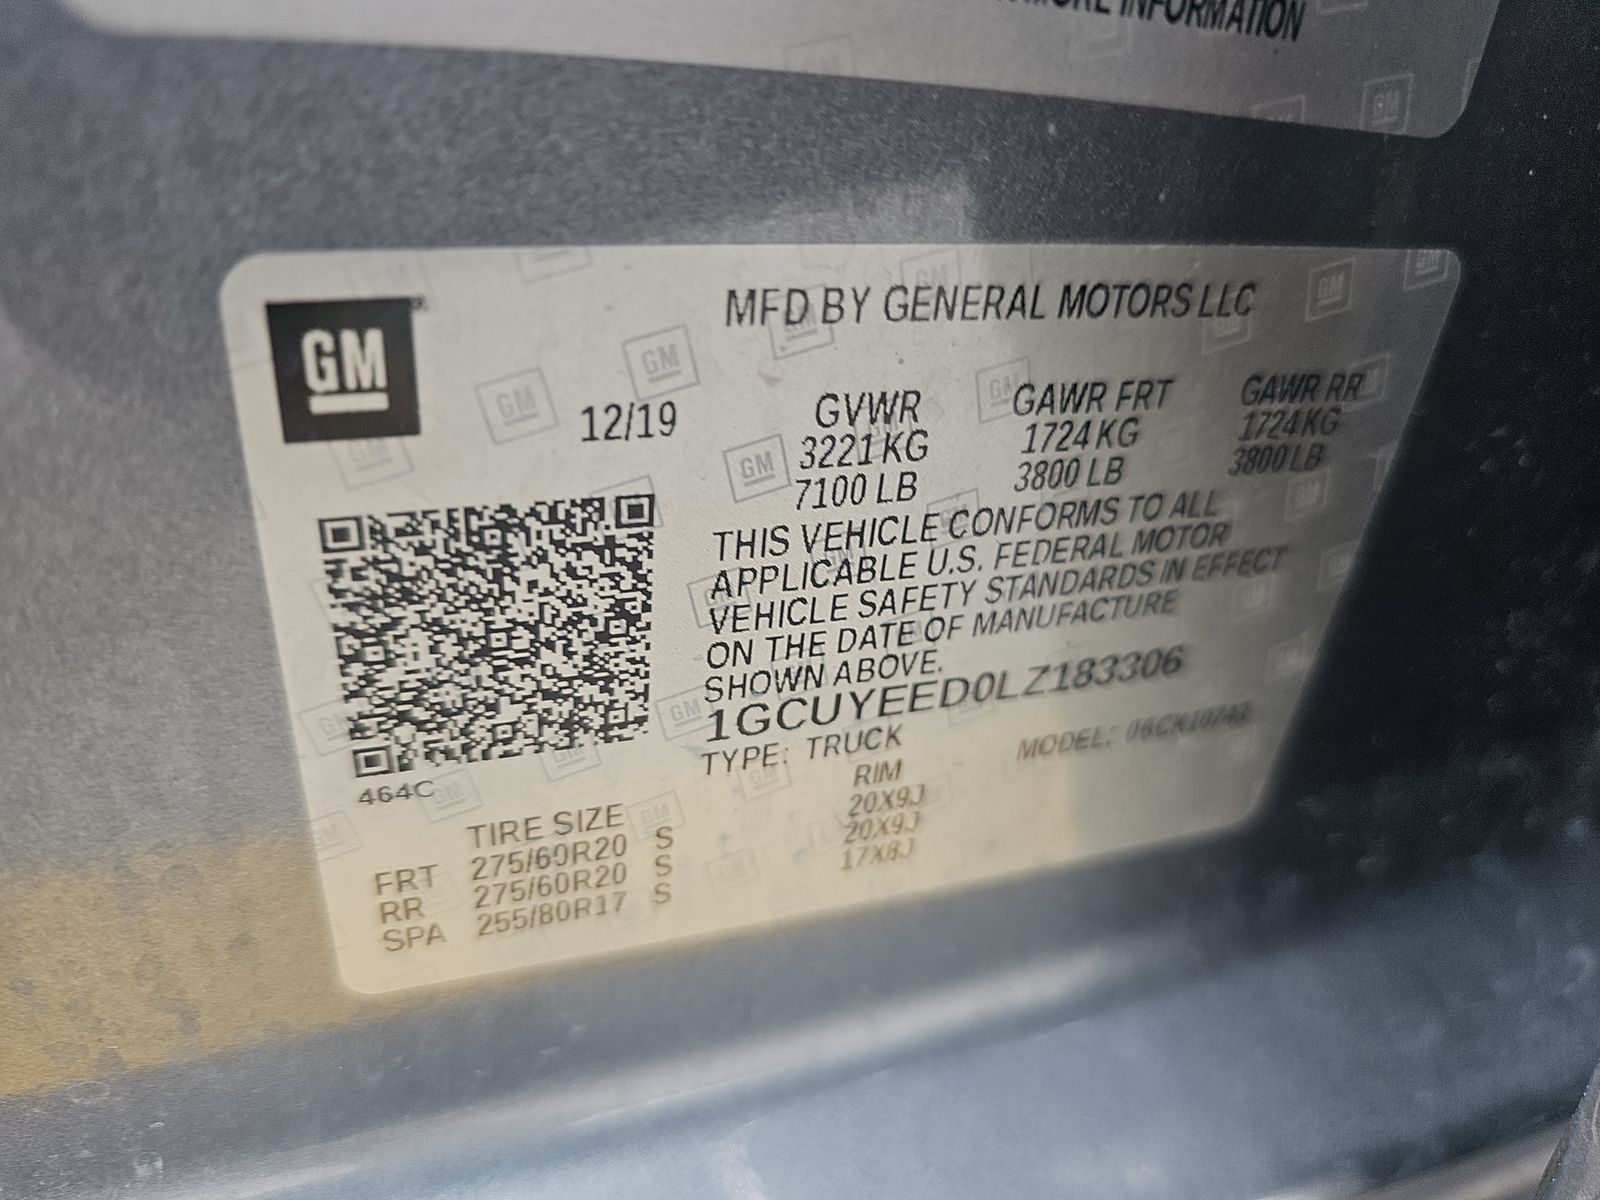 MORE INFORMATION
GM
MFD BY GENERAL MOTORS LLC
12/19
GVWR GAWR FRT GAWR RR
3221 KG 1724 KG 1724 KG
7100 LB 3800 LB 3800 LB
THIS VEHICLE CONFORMS TO ALL
APPLICABLE U.S. FEDERAL MOTOR
VEHICLE SAFETY STANDARDS IN EFFECT
ON THE DATE OF MANUFACTURE
SHOWN ABOVE.
1GCUYEED0LZ183306
TYPE: TRUCK MODEL:
464C
TIRE SIZE RIM
FRT 275/60R20 S 20X9J
RR 275/60R20 S 20X9J
SPA 255/80R17 S 17X8J